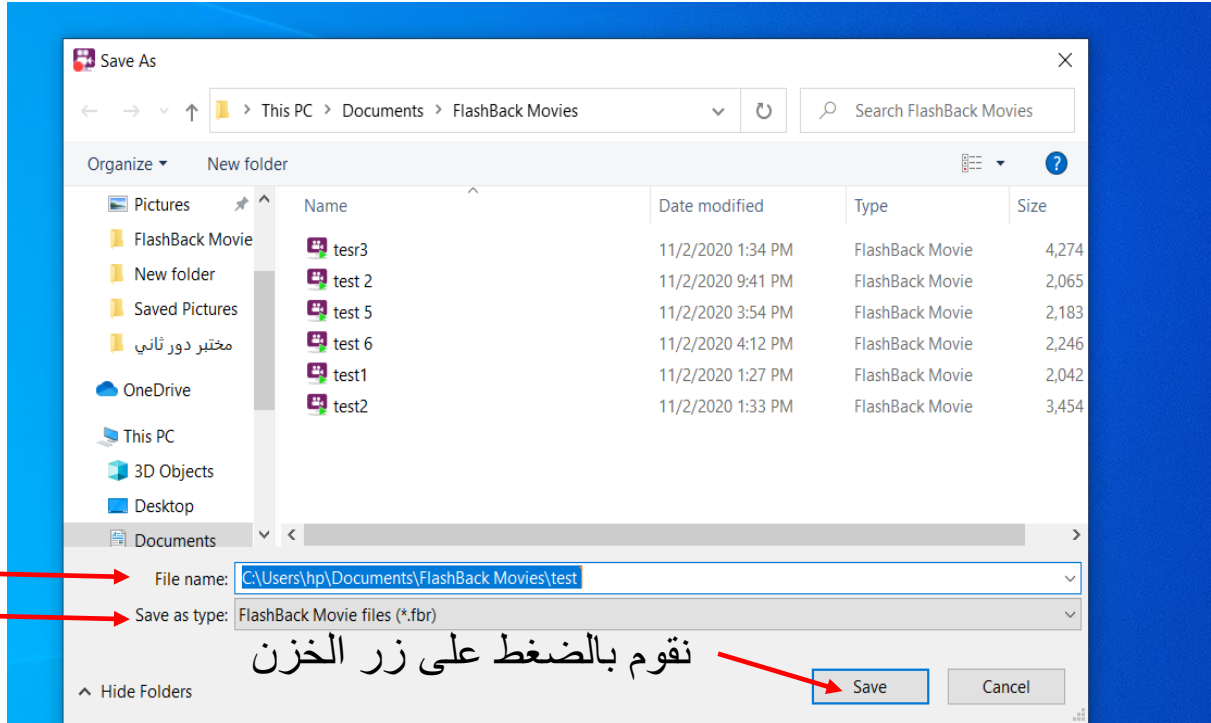 Save As
This PC > Documents > FlashBack Movies
Search FlashBack Movies
Organize New folder
?
Pictures
FlashBack Movie
New folder
Saved Pictures
مختبر دور ثاني
OneDrive
This PC
3D Objects
Desktop
Documents
Name Date modified Type Size
tesr3 11/2/2020 1:34 PM FlashBack Movie 4,274
test 2 11/2/2020 9:41 PM FlashBack Movie 2,065
test 5 11/2/2020 3:54 PM FlashBack Movie 2,183
test 6 11/2/2020 4:12 PM FlashBack Movie 2,246
test1 11/2/2020 1:27 PM FlashBack Movie 2,042
test2 11/2/2020 1:33 PM FlashBack Movie 3,454
File name: C:\Users\hp\Documents\FlashBack Movies\test
Save as type: FlashBack Movie files (*.fbr)
نقوم بالضغط على زر الخزن
Hide Folders
Save Cancel